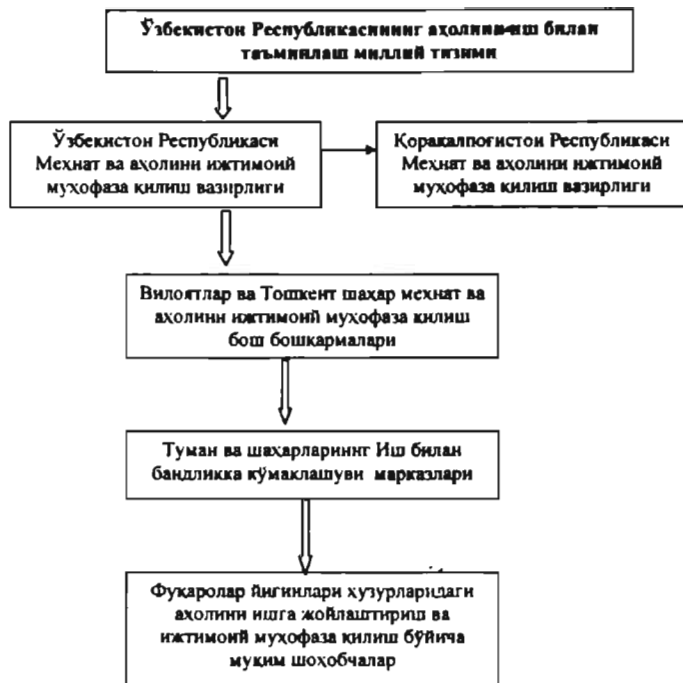 Ўзбекистон Республикасининг аҳолини иш билан
таъминлаш миллий тизими
Ўзбекистон Республикаси
Меҳнат ва аҳолини ижтимоий
муҳофаза қилиш вазирлиги
Қорақалпоғистон Республикаси
Меҳнат ва аҳолини ижтимоий
муҳофаза қилиш вазирлиги
Вилоятлар ва Тошкент шаҳар меҳнат ва
аҳолини ижтимоий муҳофаза қилиш
бош бошқармалари
Туман ва шаҳарларининг Иш билан
бандликка кўмаклашуви марказлари
Фуқаролар йиғинлари ҳузурларидаги
аҳолини ишга жойлаштириш ва
ижтимоий муҳофаза қилиш бўйича
муқим шоҳобчалар